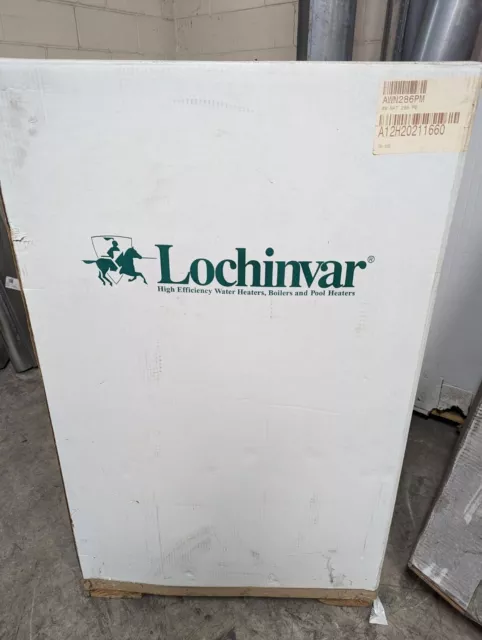 AWN286PM
A12H20211660
Lochinvar®
High Efficiency Water Heaters, Boilers and Pool Heaters